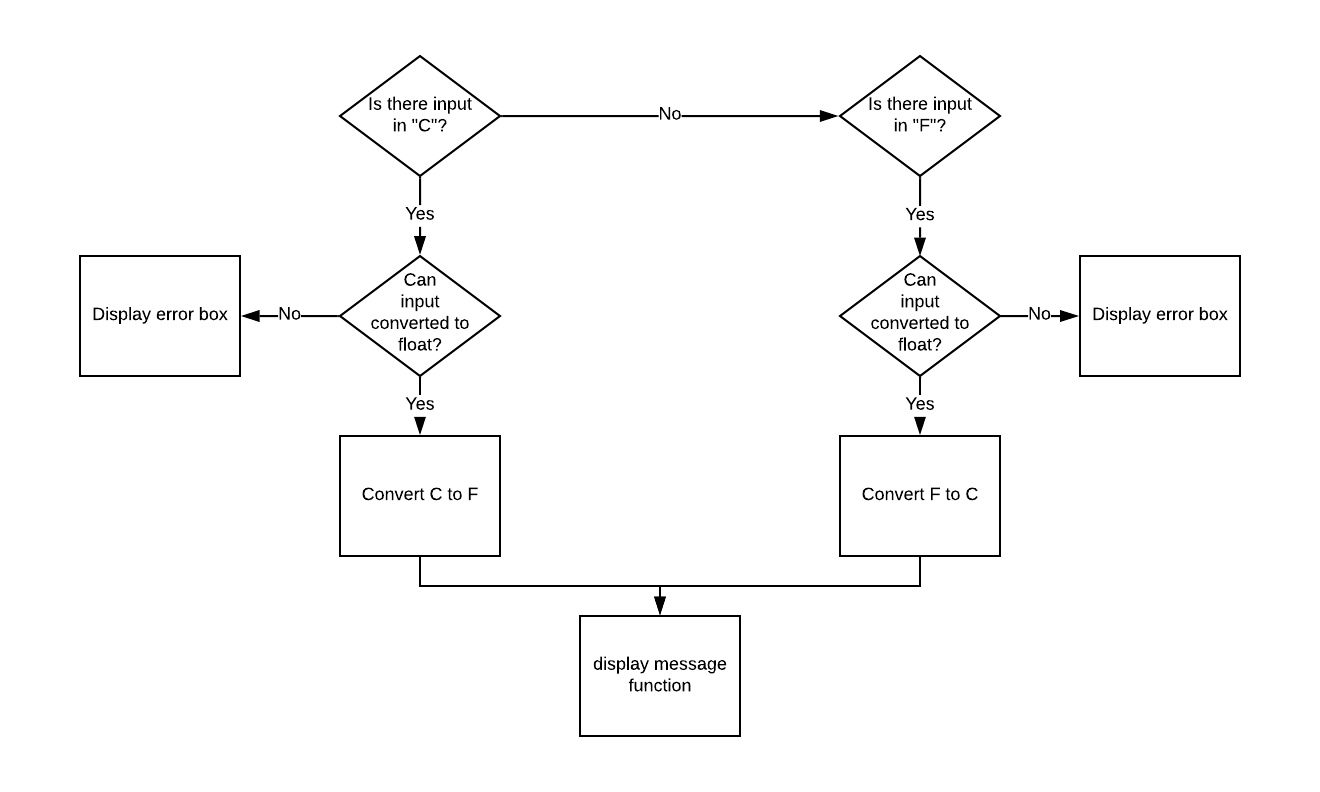 Is there input
in "C"?
No
Is there input
in "F"?
Yes
Yes
Display error box
No
Can
input
converted to
float?
Can
input
converted to
float?
No
Display error box
Yes
Yes
Convert C to F
Convert F to C
display message
function